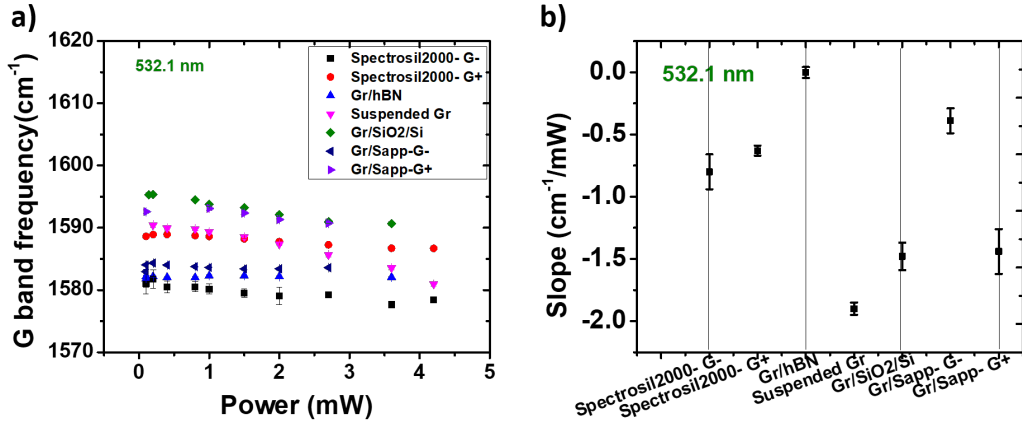 a)
G band frequency(cm-1)
1620
1610
1600
1590
1580
1570
532.1 nm
Spectrosil2000- G-
Spectrosil2000- G+
Gr/hBN
Suspended Gr
Gr/SiO2/Si
Gr/Sapp-G-
Gr/Sapp-G+
0 1 2 3 4 5
Power (mW)
b)
Slope (cm-1/mW)
0.0
-0.5
-1.0
-1.5
-2.0
532.1 nm
Spectrosil2000- G-
Spectrosil2000- G+
Gr/hBN
Suspended Gr
Gr/SiO2/Si
Gr/Sapp- G-
Gr/Sapp- G+